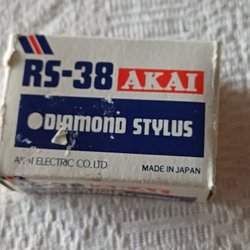 RS-38 AKAI
DIAMOND STYLUS
AKAI ELECTRIC CO.LTD MADE IN JAPAN